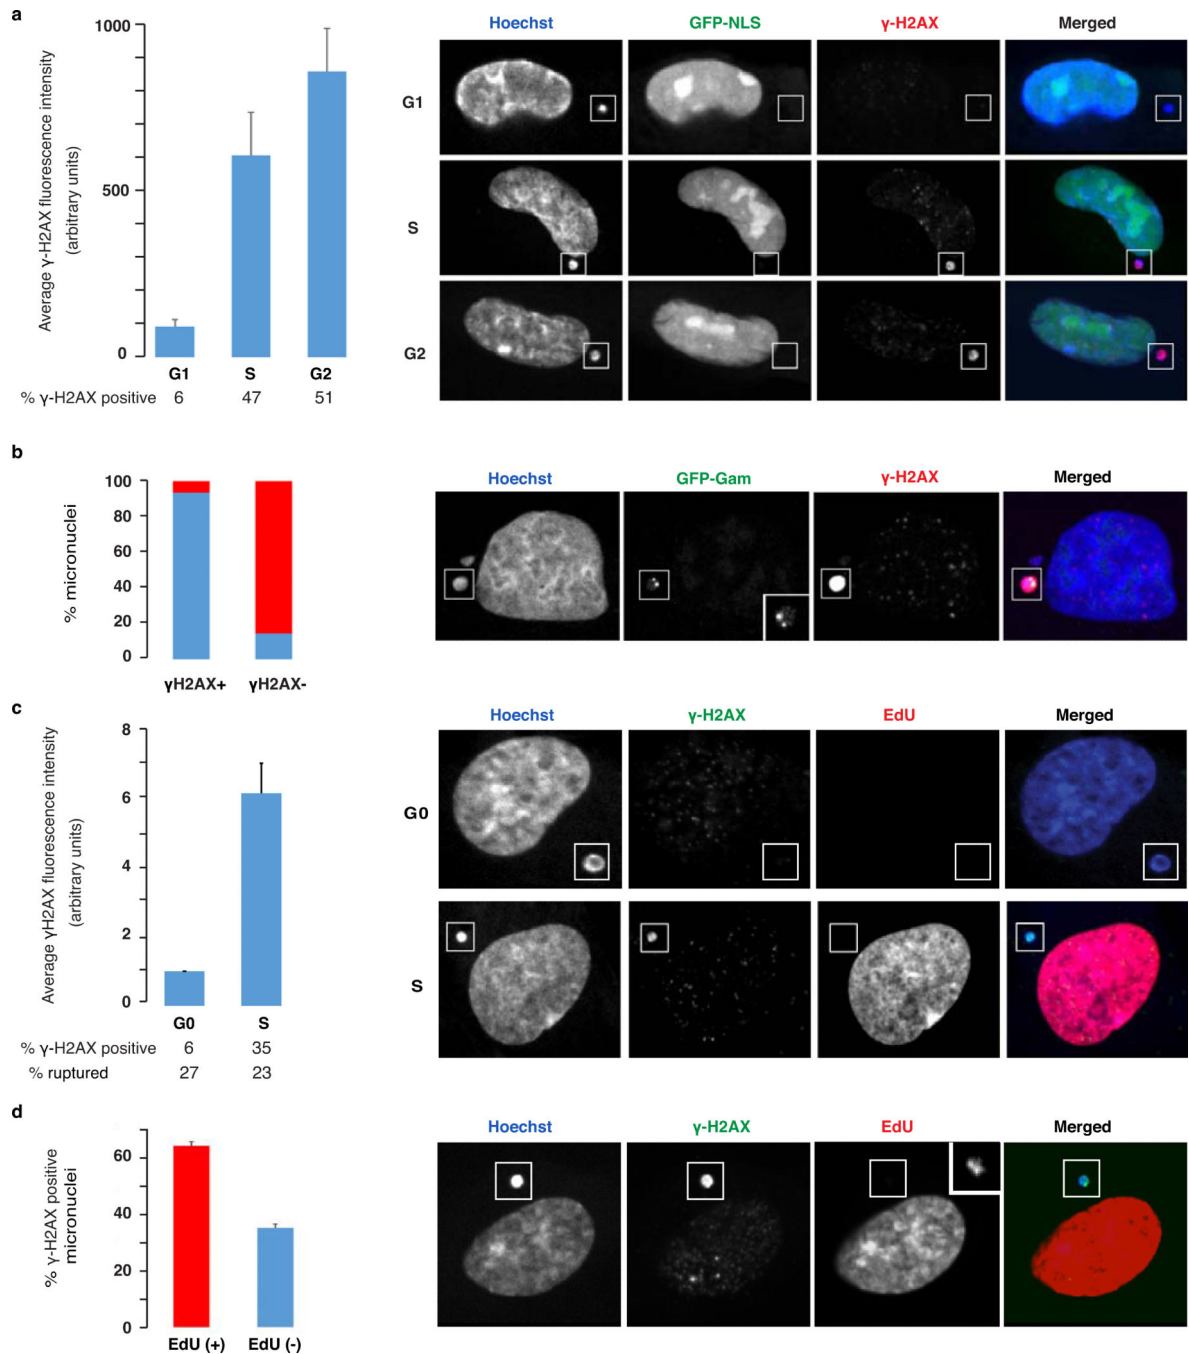 a
Average γ-H2AX fluorescence intensity
(arbitrary units)
1000
500
0
G1 S G2
% γ-H2AX positive 6 47 51
Hoechst GFP-NLS γ-H2AX Merged
G1
S
G2
b
% micronuclei
100
80
60
40
20
0
γH2AX+ γH2AX-
Hoechst GFP-Gam γ-H2AX Merged
c
Average γH2AX fluorescence intensity
(arbitrary units)
8
6
4
2
0
G0 S
% γ-H2AX positive 6 35
% ruptured 27 23
Hoechst γ-H2AX EdU Merged
G0
S
d
% γ-H2AX positive
micronuclei
60
40
20
0
EdU (+) EdU (-)
Hoechst γ-H2AX EdU Merged